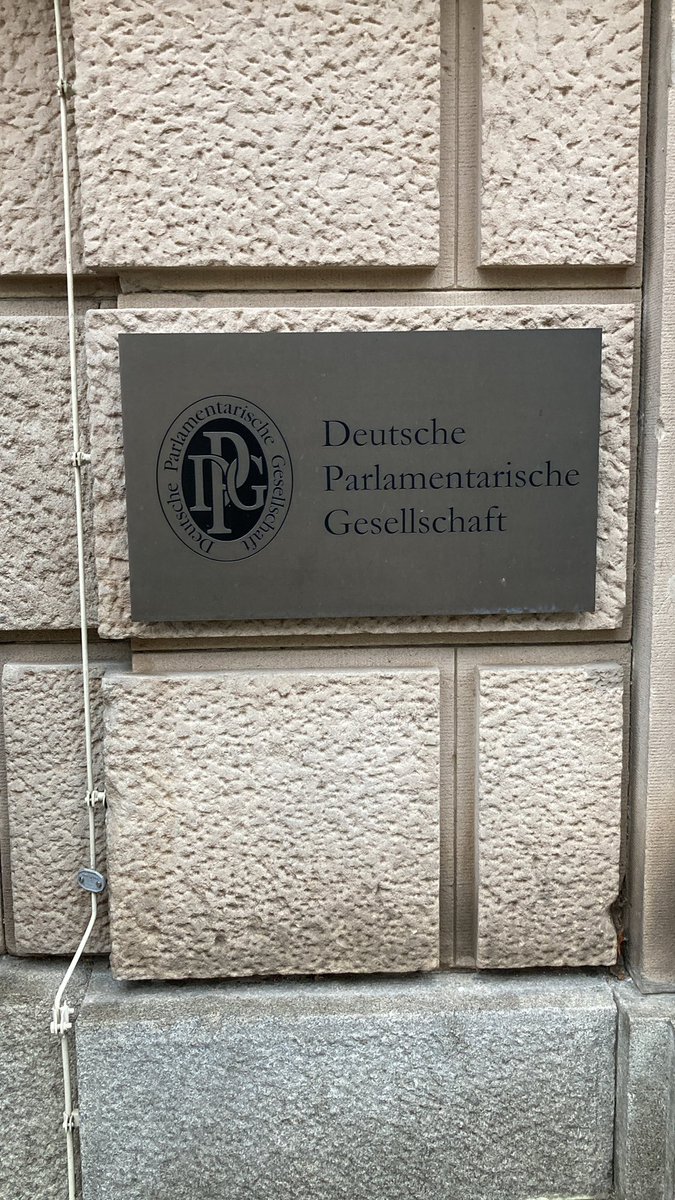 Deutsche Parlamentarische Gesellschaft
DPG
Deutsche
Parlamentarische
Gesellschaft